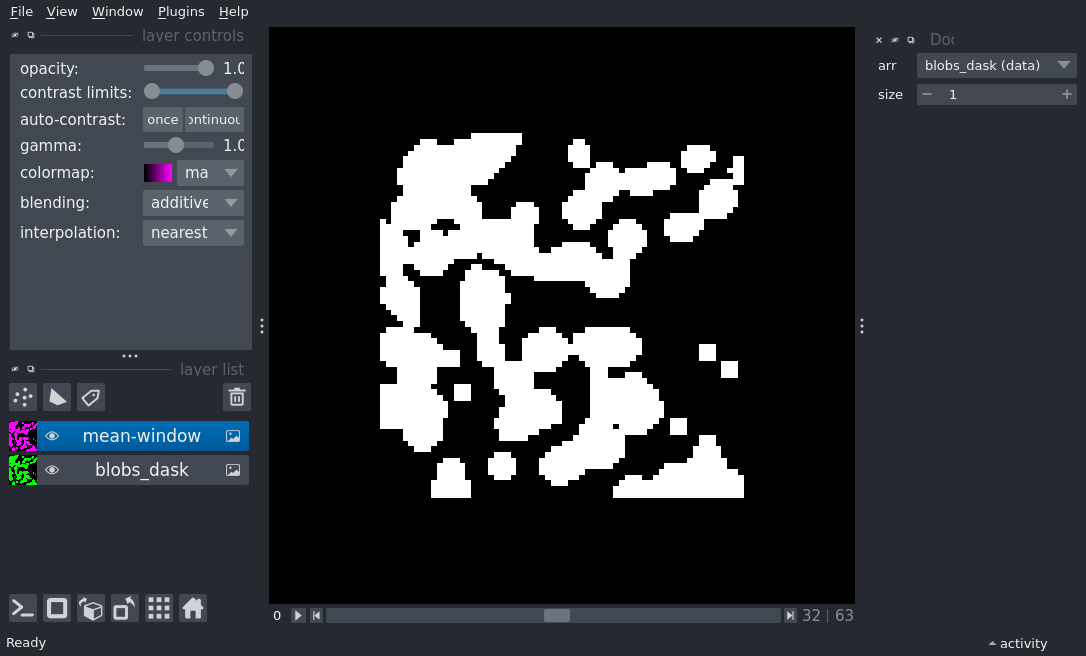 File View Window Plugins Help
layer controls
opacity: 1.0
contrast limits:
auto-contrast: once ontinuou
gamma: 1.0
colormap: ma
blending: additive
interpolation: nearest
layer list
mean-window
blobs_dask
0 32 | 63
Ready
Doc
arr blobs_dask (data)
size 1
activity